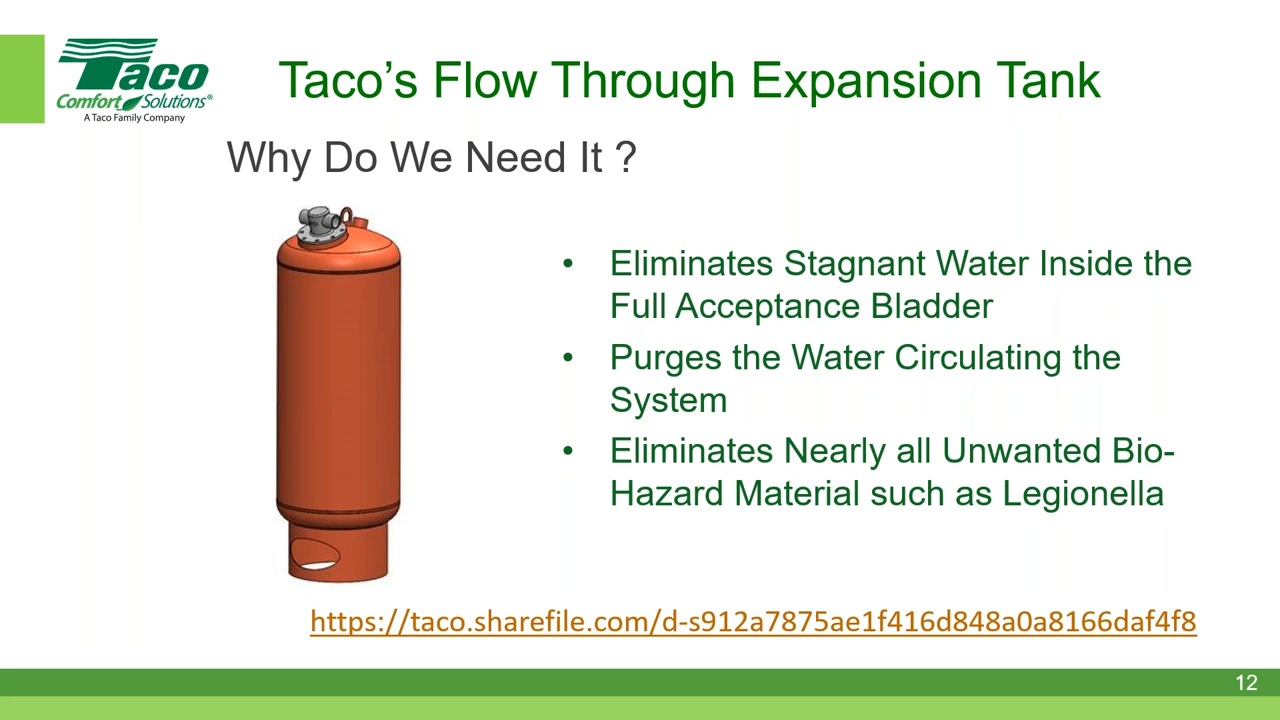 Taco
Comfort Solutions®
A Taco Family Company
Taco’s Flow Through Expansion Tank
Why Do We Need It ?
• Eliminates Stagnant Water Inside the
Full Acceptance Bladder
• Purges the Water Circulating the
System
• Eliminates Nearly all Unwanted Bio-
Hazard Material such as Legionella
https://taco.sharefile.com/d-s912a7875ae1f416d848a0a8166daf4f8
12